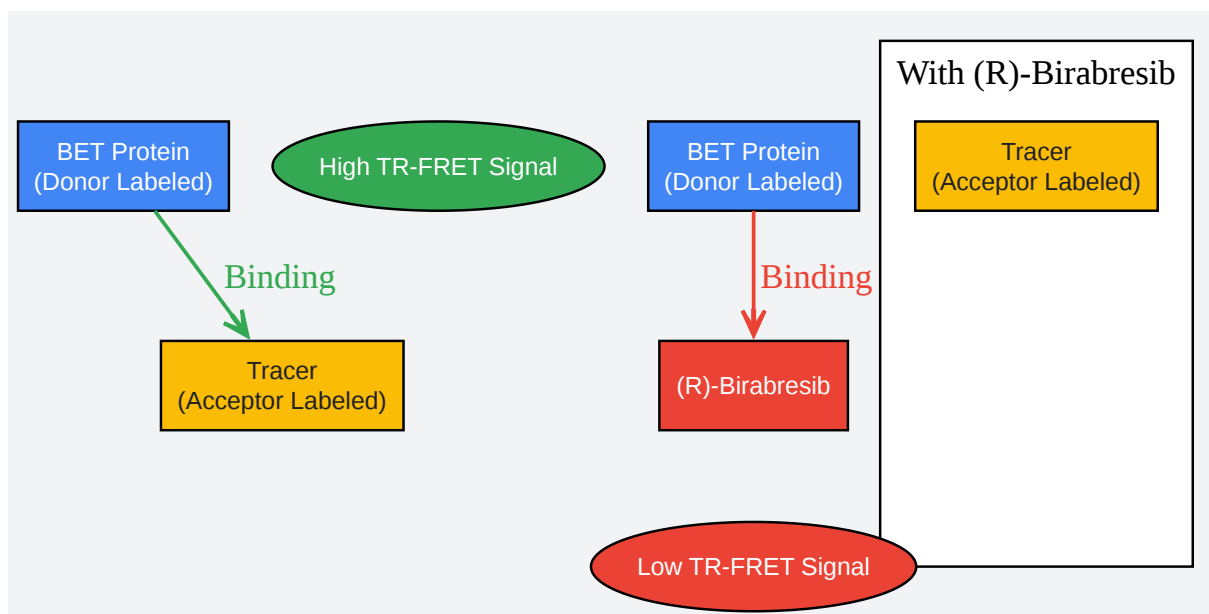 With (R)-Birabresib
BET Protein
(Donor Labeled)
High TR-FRET Signal
BET Protein
(Donor Labeled)
Tracer
(Acceptor Labeled)
Binding
Binding
Tracer
(Acceptor Labeled)
(R)-Birabresib
Low TR-FRET Signal